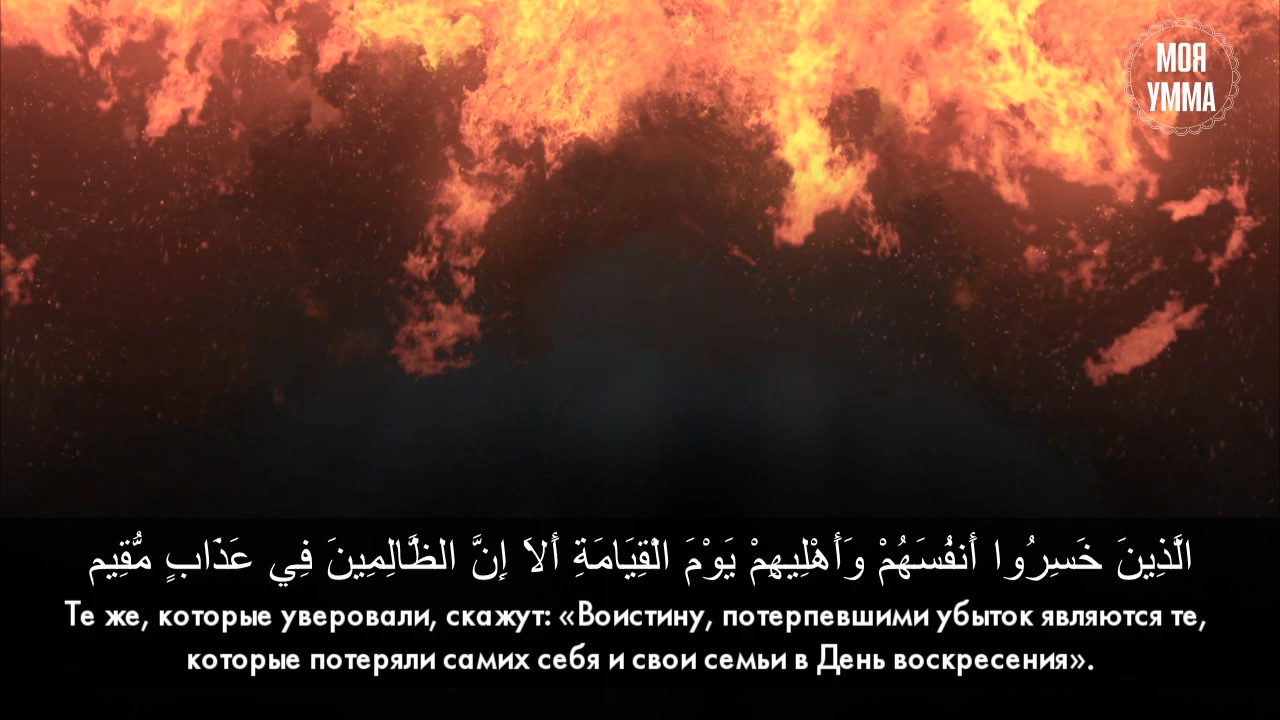 МОЯ
УММА
الَّذِينَ خَسِرُوا أَنفُسَهُمْ وَأَهْلِيهِمْ يَوْمَ الْقِيَامَةِ أَلاَ إِنَّ الظَّالِمِينَ فِي عَذَابٍ مُّقِيم
Те же, которые уверовали, скажут: «Воистину, потерпевшими убыток являются те,
которые потеряли самих себя и свои семьи в День воскресения».